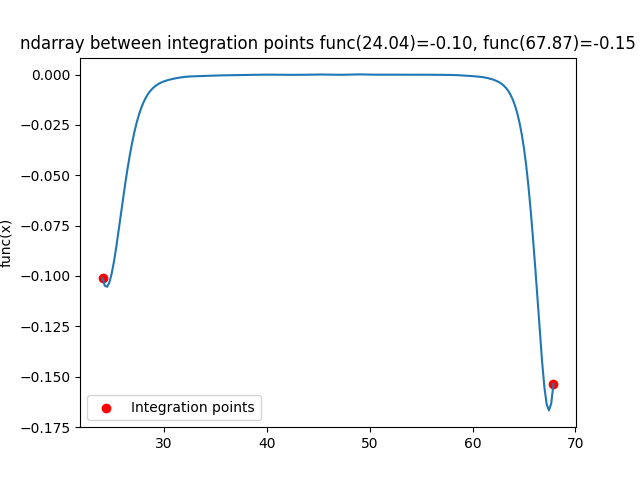 ndarray between integration points func(24.04)=-0.10, func(67.87)=-0.15
0.000
−0.025
−0.050
−0.075
−0.100
−0.125
−0.150
−0.175
func(x)
Integration points
30 40 50 60 70